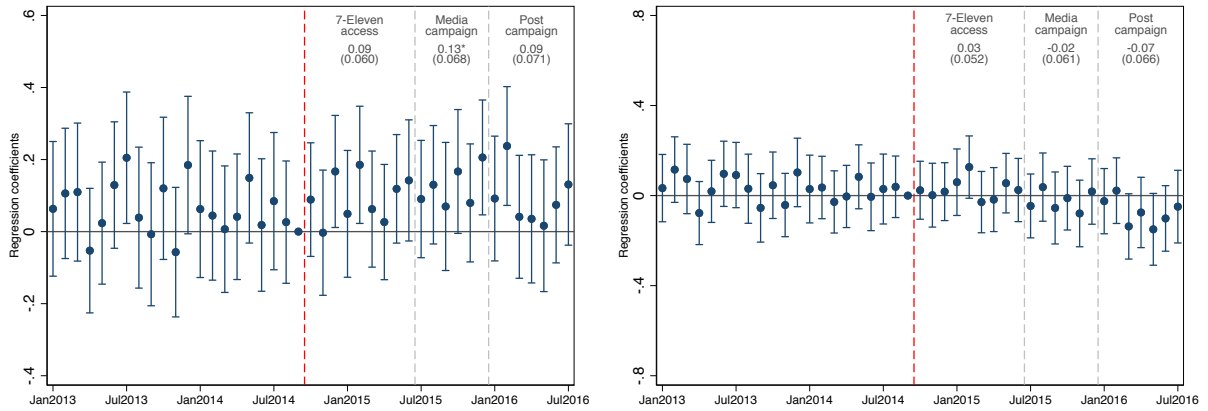 7-Eleven
access
0.09
(0.060)
Media
campaign
0.13*
(0.068)
Post
campaign
0.09
(0.071)
Regression coefficients
.6
.4
.2
0
-.2
-.4
Jan2013
Jul2013
Jan2014
Jul2014
Jan2015
Jul2015
Jan2016
Jul2016
7-Eleven
access
0.03
(0.052)
Media
campaign
-0.02
(0.061)
Post
campaign
-0.07
(0.066)
Regression coefficients
.8
.4
0
-.4
-.8
Jan2013
Jul2013
Jan2014
Jul2014
Jan2015
Jul2015
Jan2016
Jul2016